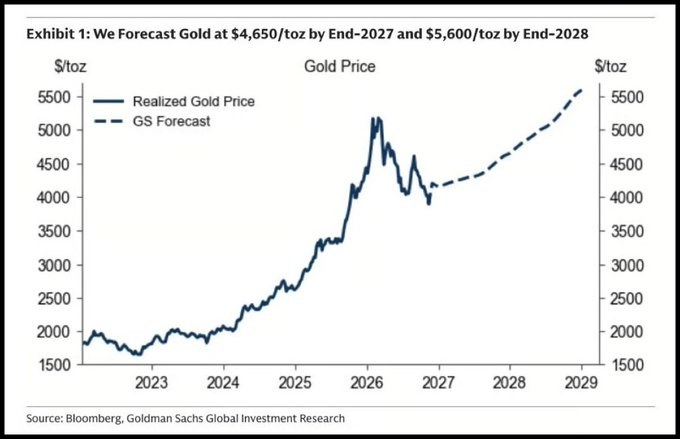 Exhibit 1: We Forecast Gold at $4,650/toz by End-2027 and $5,600/toz by End-2028
$/toz Gold Price $/toz
Realized Gold Price
GS Forecast
5500 5500
5000 5000
4500 4500
4000 4000
3500 3500
3000 3000
2500 2500
2000 2000
1500 1500
2023 2024 2025 2026 2027 2028 2029
Source: Bloomberg, Goldman Sachs Global Investment Research